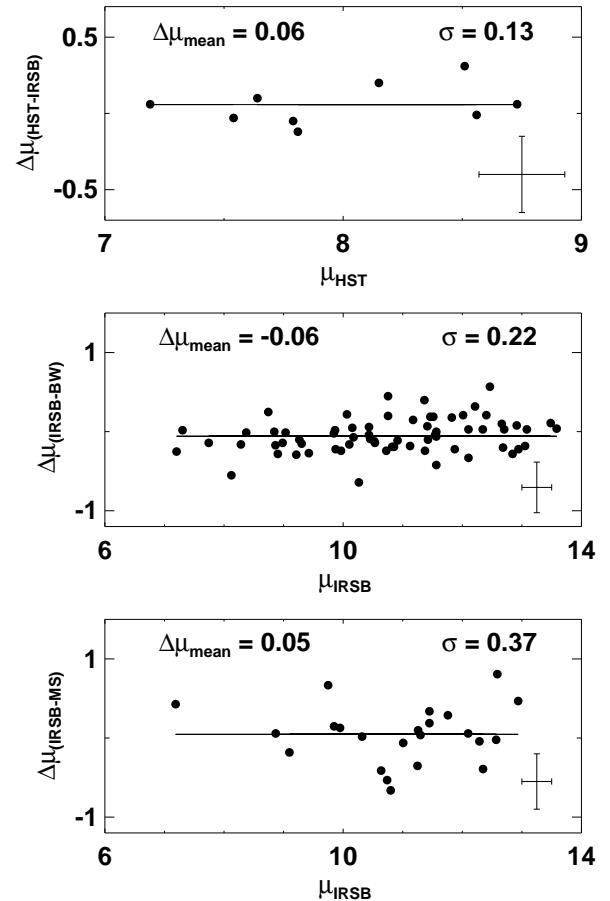 Δμmean = 0.06 σ = 0.13
0.5
-0.5
Δμ(HST-IRSB)
7 8 9
μHST
Δμmean = -0.06 σ = 0.22
1
-1
Δμ(IRSB-BW)
6 10 14
μIRSB
Δμmean = 0.05 σ = 0.37
1
-1
Δμ(IRSB-MS)
6 10 14
μIRSB